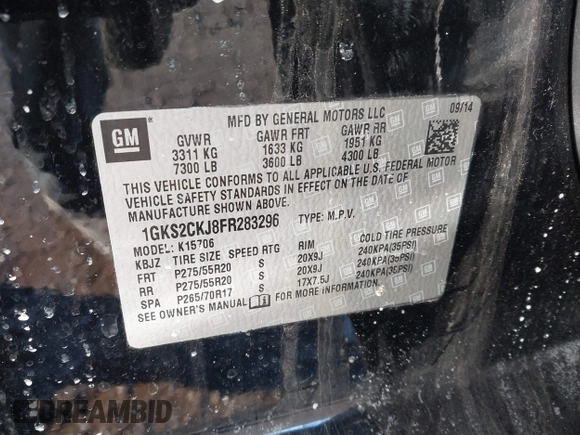 MFD BY GENERAL MOTORS LLC
09/14
GM
GVWR GAWR FRT GAWR RR
3311 KG 1633 KG 1951 KG
7300 LB 3600 LB 4300 LB
THIS VEHICLE CONFORMS TO ALL APPLICABLE U.S. FEDERAL MOTOR
VEHICLE SAFETY STANDARDS IN EFFECT ON THE DATE OF
MANUFACTURE SHOWN ABOVE.
1GKS2CKJ8FR283296 TYPE: M.P.V.
MODEL: K15706
KBJZ TIRE SIZE SPEED RTG RIM COLD TIRE PRESSURE
FRT P275/55R20 S 20X9J 240KPA(35PSI)
RR P275/55R20 S 20X9J 240KPA(35PSI)
SPA P265/70R17 S 17X7.5J 240KPA(35PSI)
SEE OWNER'S MANUAL FOR MORE INFORMATION.
DREAMBID